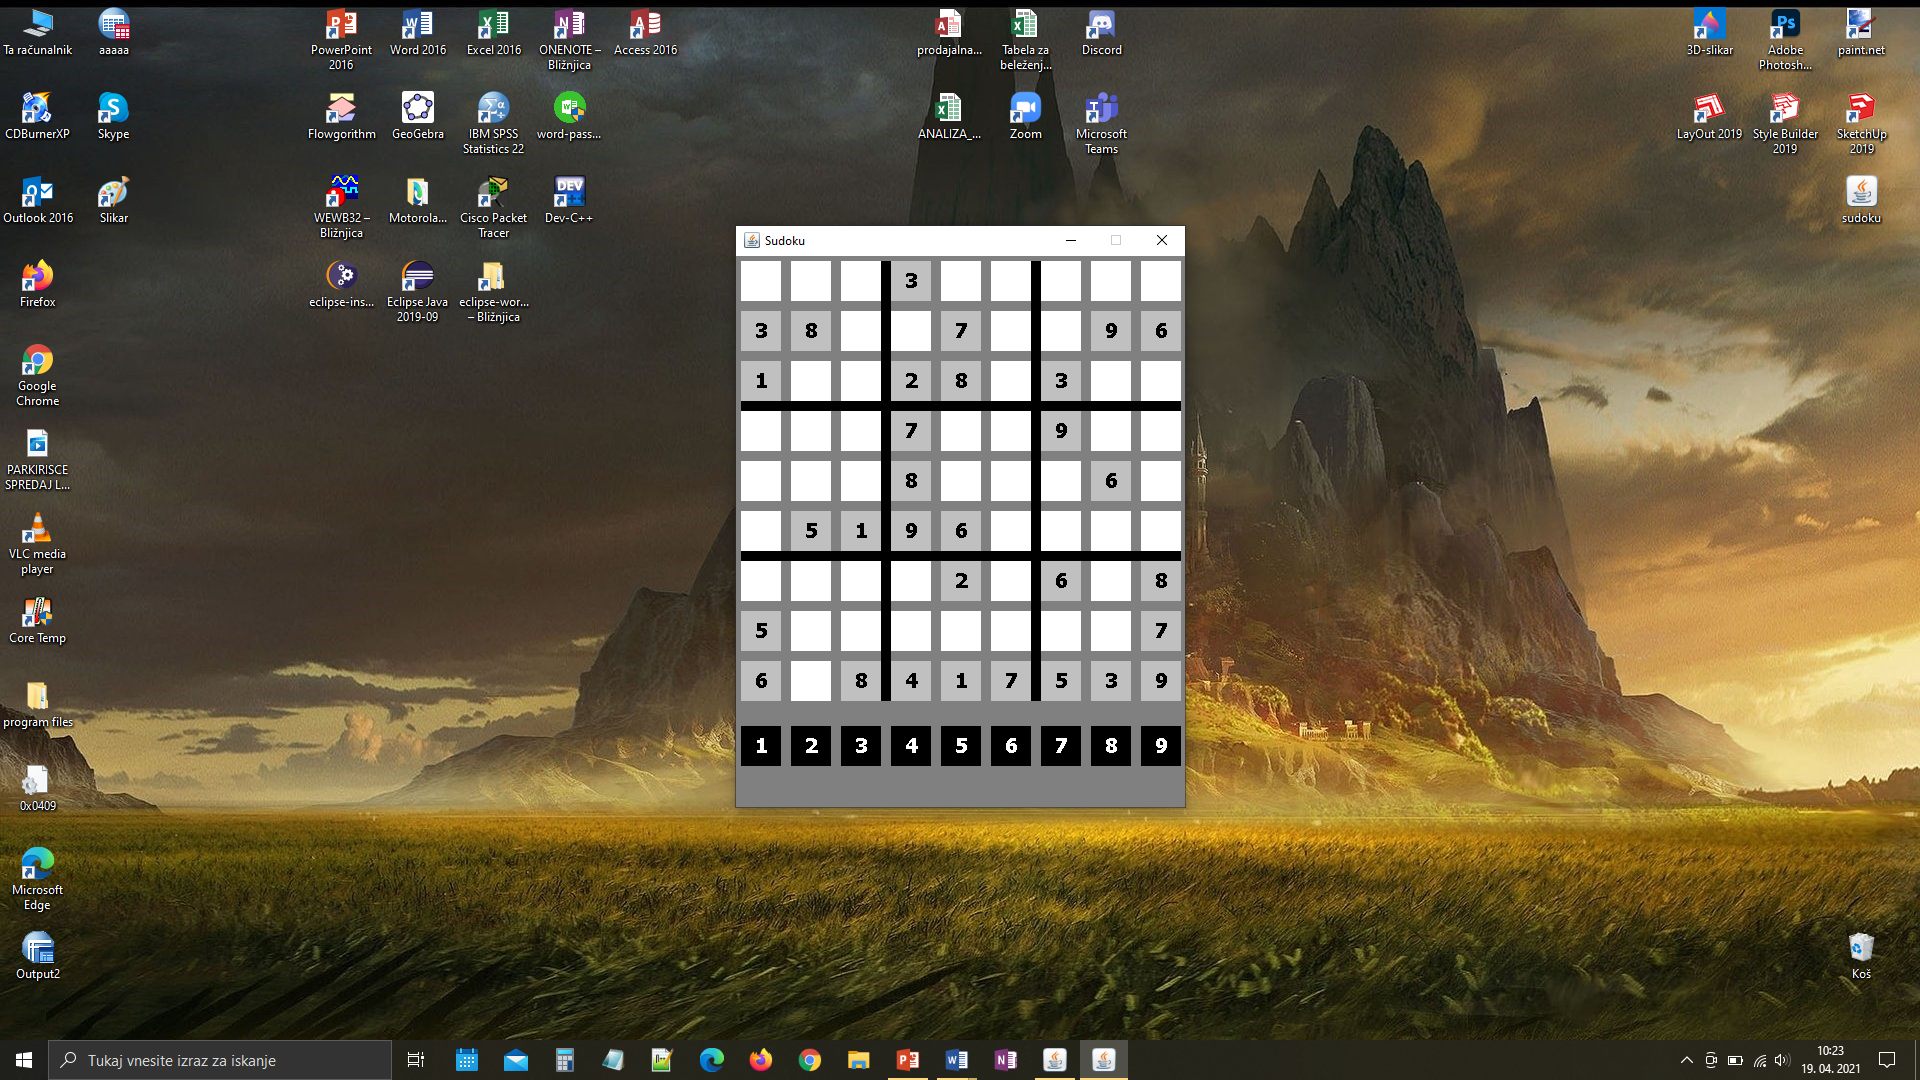 Ta računalnik
aaaaa
PowerPoint
2016
Word 2016
Excel 2016
ONENOTE –
Bližnjica
Access 2016
prodajalna...
Tabela za
beleženj...
Discord
3D-slikar
Adobe
Photosh...
paint.net
CDBurnerXP
Skype
Flowgorithm
GeoGebra
IBM SPSS
Statistics 22
word-pass...
ANALIZA_...
Zoom
Microsoft
Teams
LayOut 2019
Style Builder
2019
SketchUp
2019
Outlook 2016
Slikar
WEWB32 –
Bližnjica
Motorola...
Cisco Packet
Tracer
DEV
Dev-C++
sudoku
Firefox
eclipse-ins...
Eclipse Java
2019-09
eclipse-wor...
– Bližnjica
Google
Chrome
PARKIRISCE
SPREDAJ L...
VLC media
player
Core Temp
program files
0x0409
Microsoft
Edge
Output2
Koš
Sudoku
3
3 8 7 9 6
1 2 8 3
7 9
8 6
5 1 9 6
2 6 8
5 7
6 8 4 1 7 5 3 9
1 2 3 4 5 6 7 8 9
Tukaj vnesite izraz za iskanje
10:23
19. 04. 2021